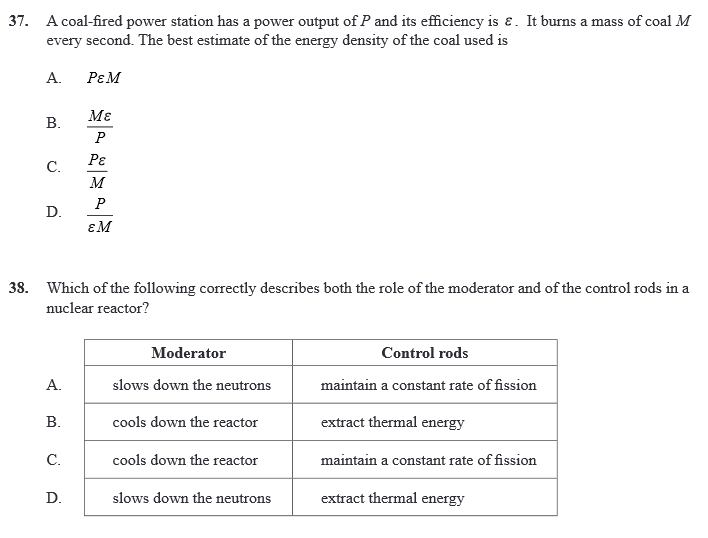 37. A coal-fired power station has a power output of P and its efficiency is ε. It burns a mass of coal M
every second. The best estimate of the energy density of the coal used is
A. PεM
B. Mε
P
C. Pε
M
D. P
εM
38. Which of the following correctly describes both the role of the moderator and of the control rods in a
nuclear reactor?
Moderator Control rods
A. slows down the neutrons maintain a constant rate of fission
B. cools down the reactor extract thermal energy
C. cools down the reactor maintain a constant rate of fission
D. slows down the neutrons extract thermal energy